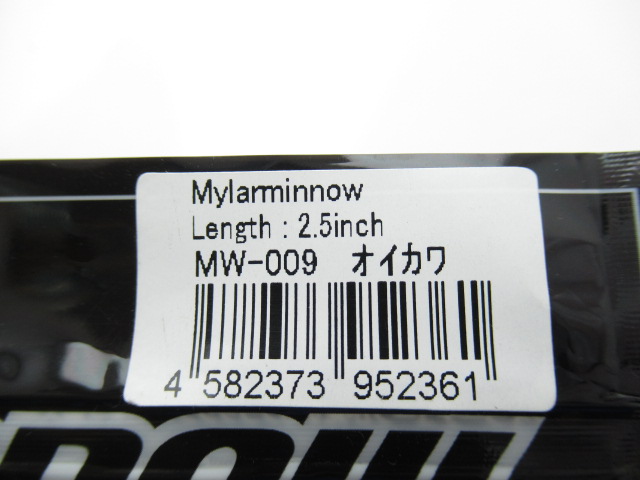 Mylarminnow
Length : 2.5inch
MW-009 オイカワ
4 582373 952361